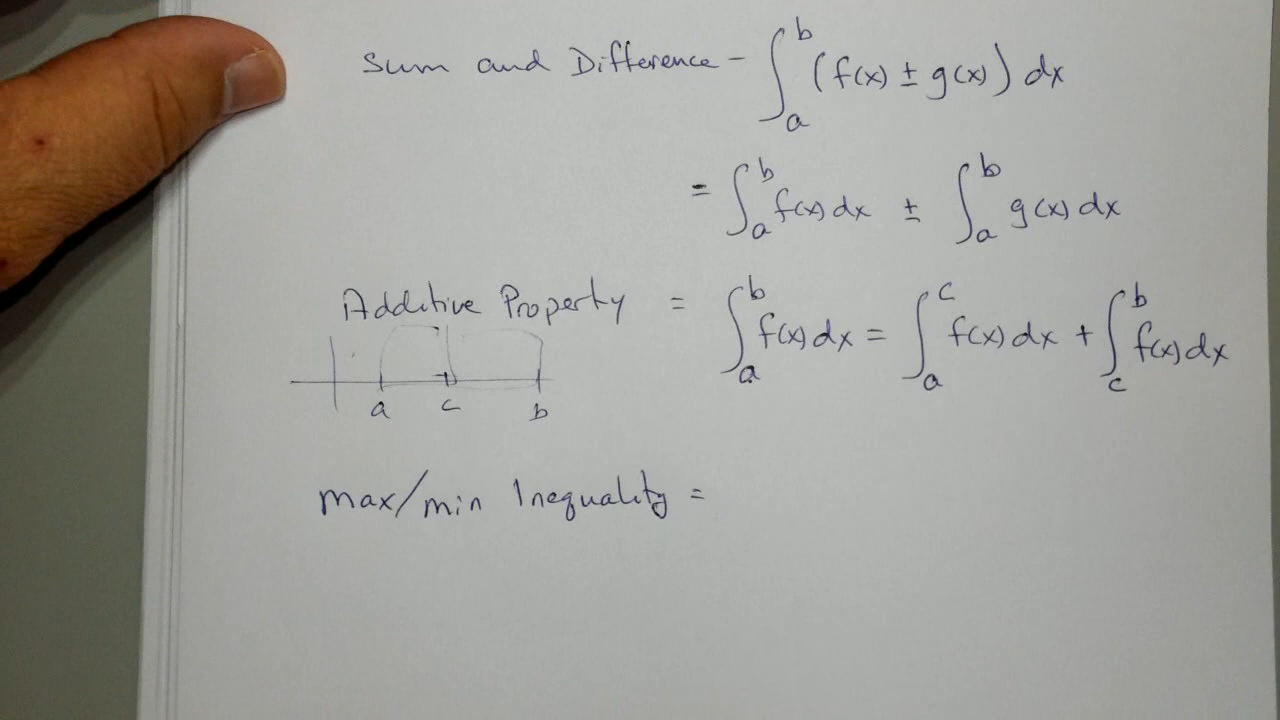 Sum and Difference - ∫_a^b (f(x) ± g(x)) dx
= ∫_a^b f(x) dx ± ∫_a^b g(x) dx
Additive Property = ∫_a^b f(x) dx = ∫_a^c f(x) dx + ∫_c^b f(x) dx
a c b
max/min Inequality =